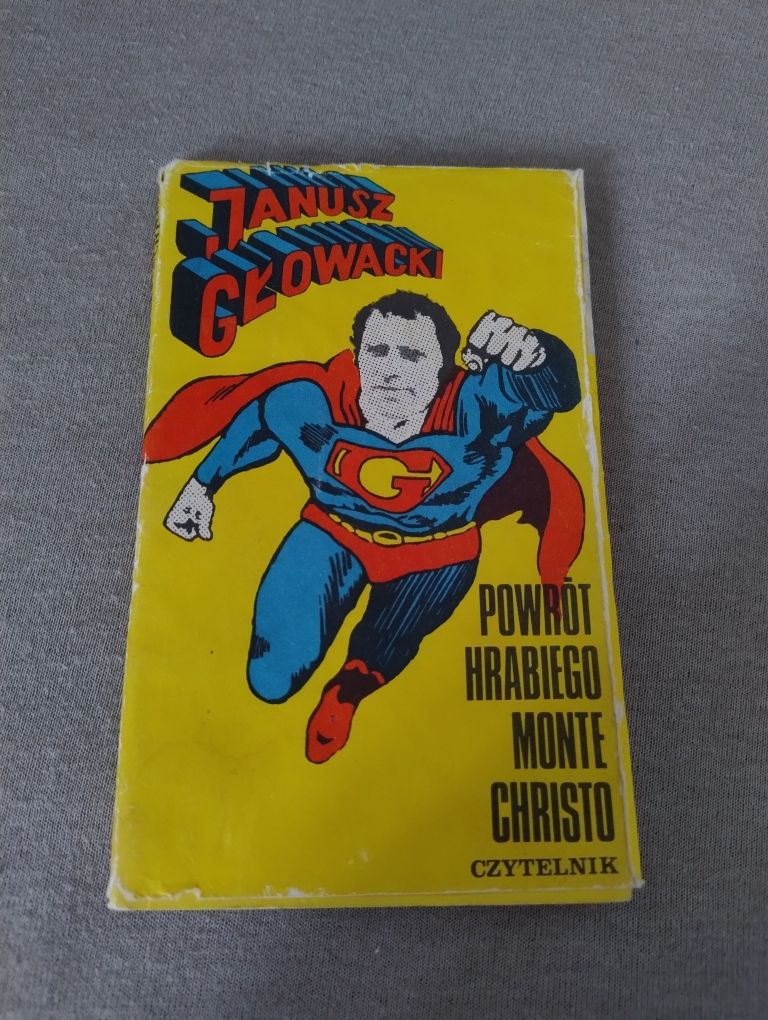 JANUSZ
GŁOWACKI
G
POWRÓT
HRABIEGO
MONTE
CHRISTO
CZYTELNIK